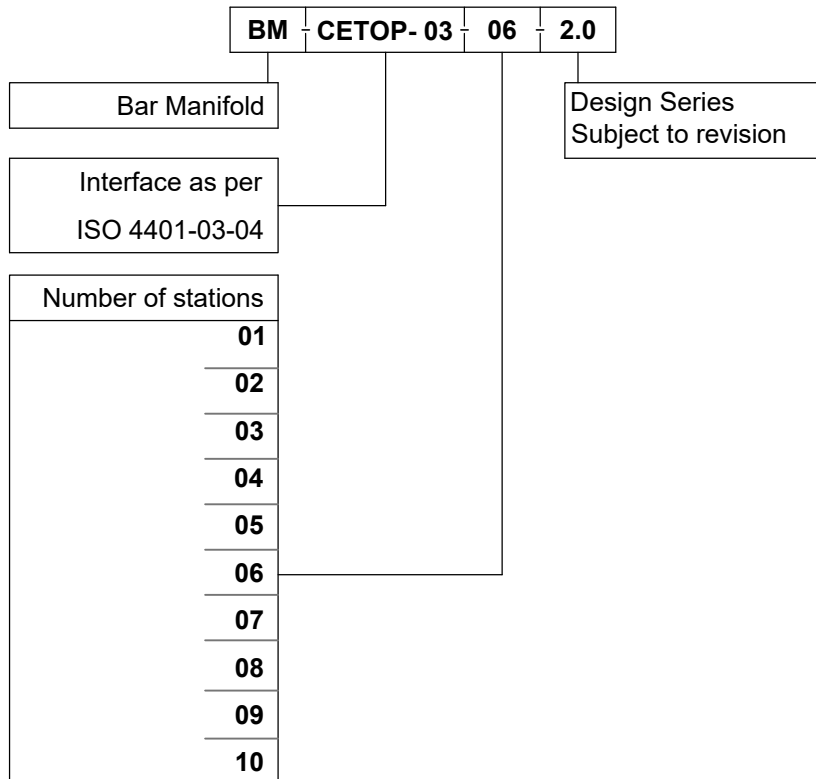 BM - CETOP- 03 - 06 - 2.0
Bar Manifold
Design Series
Subject to revision
Interface as per
ISO 4401-03-04
Number of stations
01
02
03
04
05
06
07
08
09
10